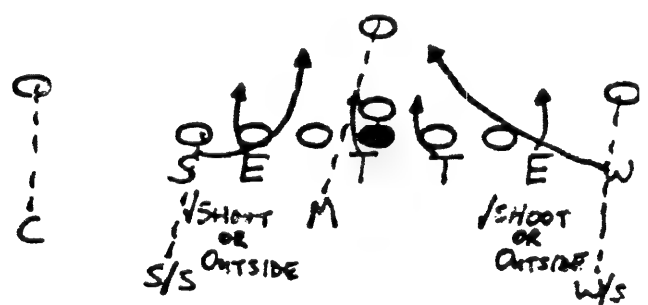 S E T T E W
C M
√SHOOT
OR
OUTSIDE
√SHOOT
OR
OUTSIDE
S/S W/S